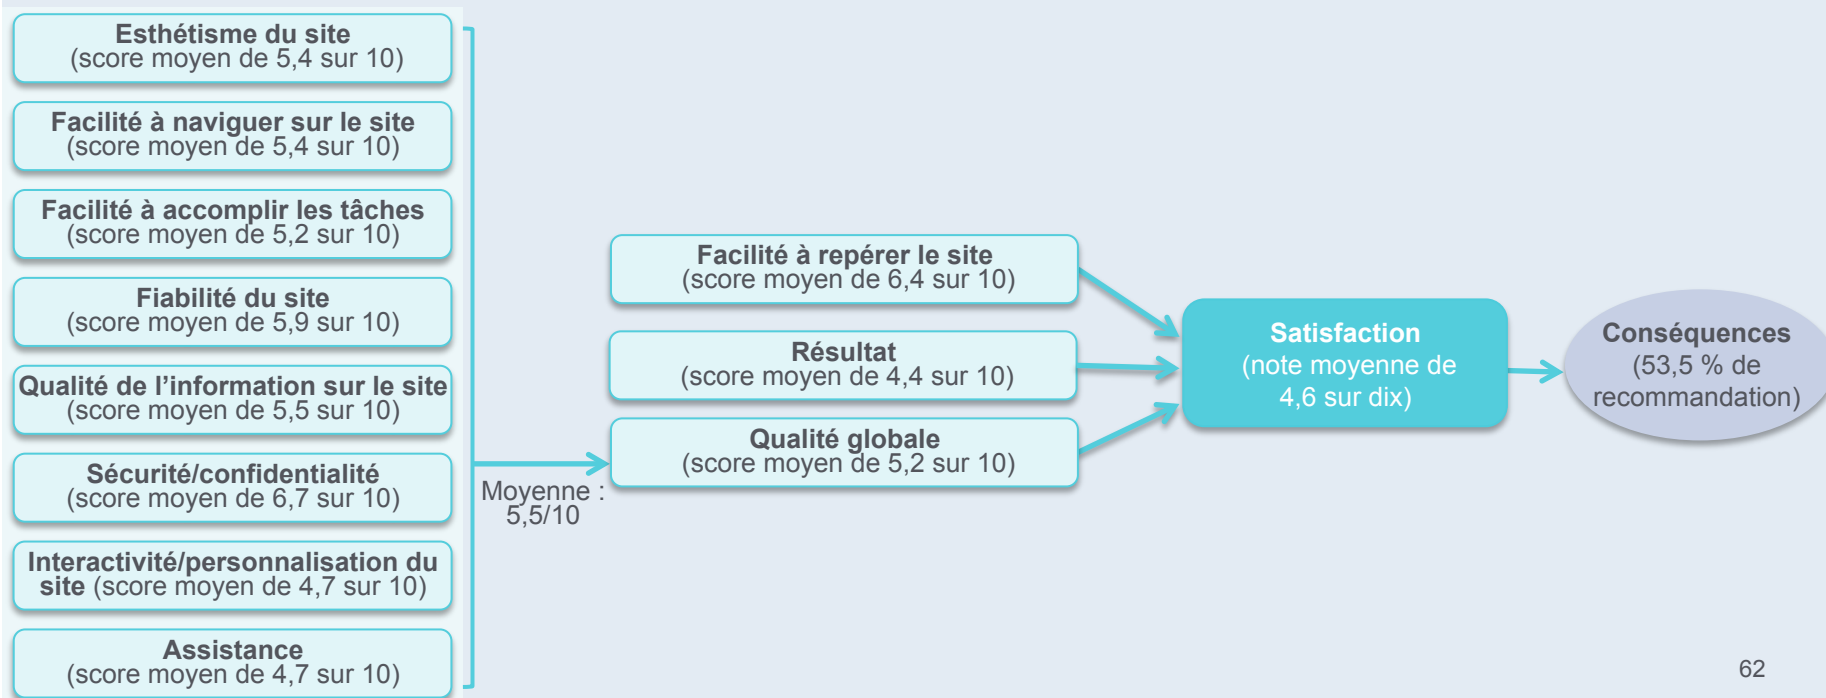 Esthétisme du site
(score moyen de 5,4 sur 10)
Facilité à naviguer sur le site
(score moyen de 5,4 sur 10)
Facilité à accomplir les tâches
(score moyen de 5,2 sur 10)
Fiabilité du site
(score moyen de 5,9 sur 10)
Qualité de l’information sur le site
(score moyen de 5,5 sur 10)
Sécurité/confidentialité
(score moyen de 6,7 sur 10)
Interactivité/personnalisation du
site (score moyen de 4,7 sur 10)
Assistance
(score moyen de 4,7 sur 10)
Moyenne :
5,5/10
Facilité à repérer le site
(score moyen de 6,4 sur 10)
Résultat
(score moyen de 4,4 sur 10)
Qualité globale
(score moyen de 5,2 sur 10)
Satisfaction
(note moyenne de
4,6 sur dix)
Conséquences
(53,5 % de
recommandation)
62